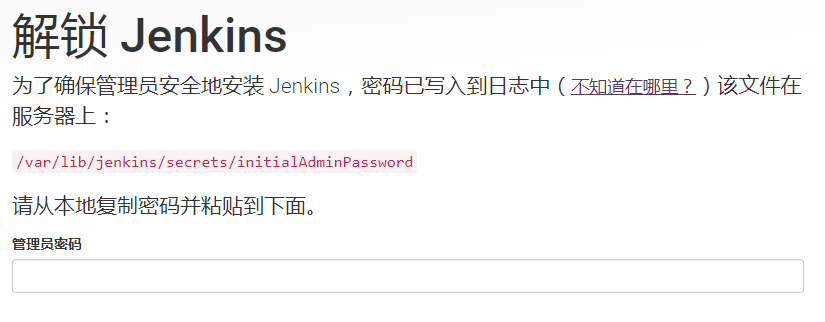 解锁 Jenkins
为了确保管理员安全地安装 Jenkins，密码已写入到日志中（不知道在哪里？）该文件在
服务器上：
/var/lib/jenkins/secrets/initialAdminPassword
请从本地复制密码并粘贴到下面。
管理员密码